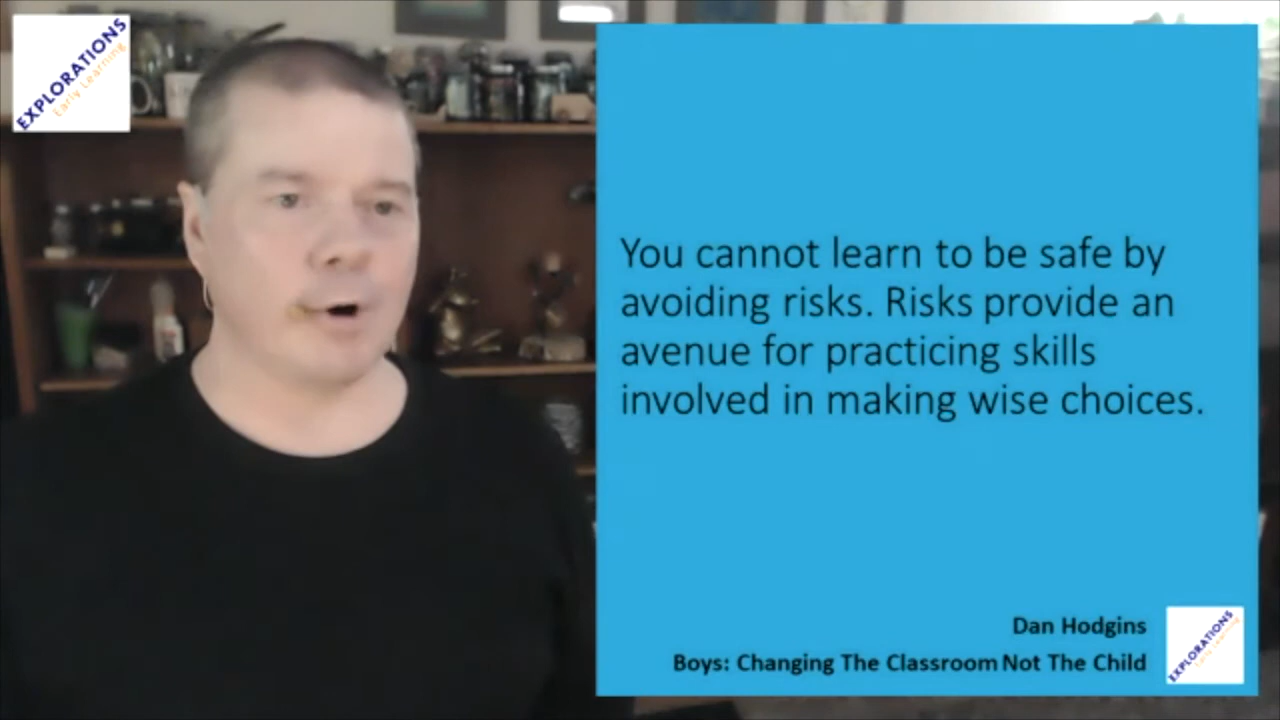 EXPLORATIONS
Early Learning
You cannot learn to be safe by
avoiding risks. Risks provide an
avenue for practicing skills
involved in making wise choices.
Dan Hodgins
Boys: Changing The Classroom Not The Child
EXPLORATIONS
Early Learning